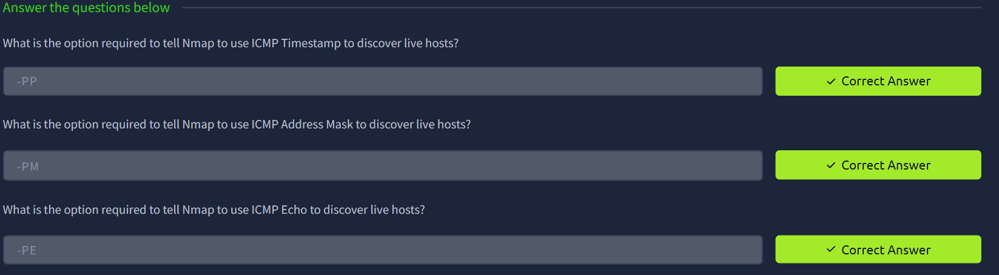 Answer the questions below
What is the option required to tell Nmap to use ICMP Timestamp to discover live hosts?
-PP
✓ Correct Answer
What is the option required to tell Nmap to use ICMP Address Mask to discover live hosts?
-PM
✓ Correct Answer
What is the option required to tell Nmap to use ICMP Echo to discover live hosts?
-PE
✓ Correct Answer